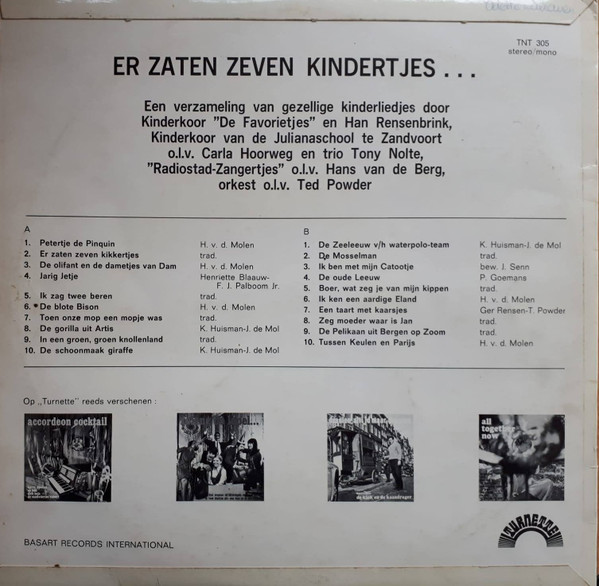 TNT 305
stereo/mono
ER ZATEN ZEVEN KINDERTJES . . .
Een verzameling van gezellige kinderliedjes door
Kinderkoor "De Favorietjes" en Han Rensenbrink,
Kinderkoor van de Julianaschool te Zandvoort
o.l.v. Carla Hoorweg en trio Tony Nolte,
"Radiostad-Zangertjes" o.l.v. Hans van de Berg,
orkest o.l.v. Ted Powder
A
1. Petertje de Pinquin H. v. d. Molen
2. Er zaten zeven kikkertjes trad.
3. De olifant en de dametjes van Dam H. v. d. Molen
4. Jarig Jetje Henriette Blaauw-
F. J. Palboom Jr.
5. Ik zag twee beren trad.
6. * De blote Bison H. v. d. Molen
7. Toen onze mop een mopje was trad.
8. De gorilla uit Artis K. Huisman-J. de Mol
9. In een groen, groen knollenland trad.
10. De schoonmaak giraffe K. Huisman-J. de Mol
B
1. De Zeeleeuw v/h waterpolo-team K. Huisman-J. de Mol
2. De Mosselman trad.
3. Ik ben met mijn Catootje bew. J. Senn
4. De oude Leeuw P. Goemans
5. Boer, wat zeg je van mijn kippen trad.
6. Ik ken een aardige Eland H. v. d. Molen
7. Een taart met kaarsjes Ger Rensen-T. Powder
8. Zeg moeder waar is Jan trad.
9. De Pelikaan uit Bergen op Zoom trad.
10. Tussen Keulen en Parijs H. v. d. Molen
Op „Turnette" reeds verschenen :
accordeon cocktail
all
together
now
BASART RECORDS INTERNATIONAL
TURNETTE